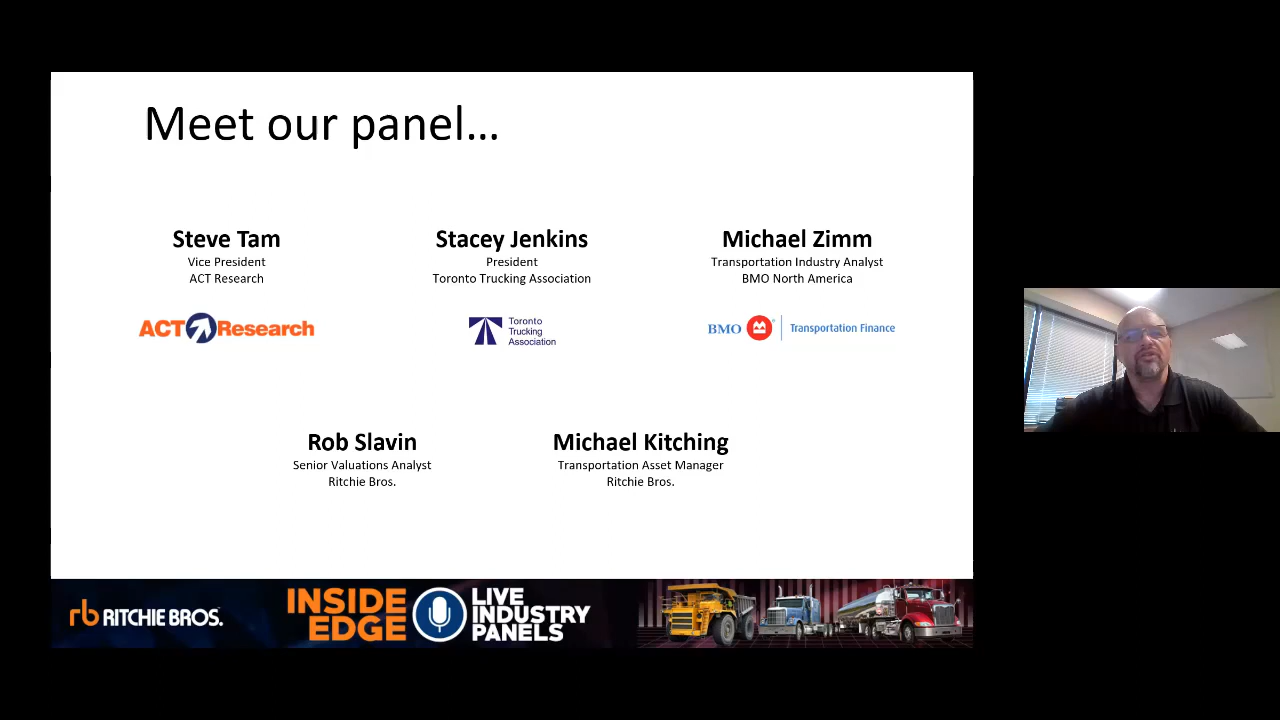 Meet our panel...
Steve Tam
Vice President
ACT Research
ACT Research
Stacey Jenkins
President
Toronto Trucking Association
Toronto
Trucking
Association
Michael Zimm
Transportation Industry Analyst
BMO North America
BMO Transportation Finance
Rob Slavin
Senior Valuations Analyst
Ritchie Bros.
Michael Kitching
Transportation Asset Manager
Ritchie Bros.
rb RITCHIE BROS.
INSIDE
EDGE
LIVE
INDUSTRY
PANELS